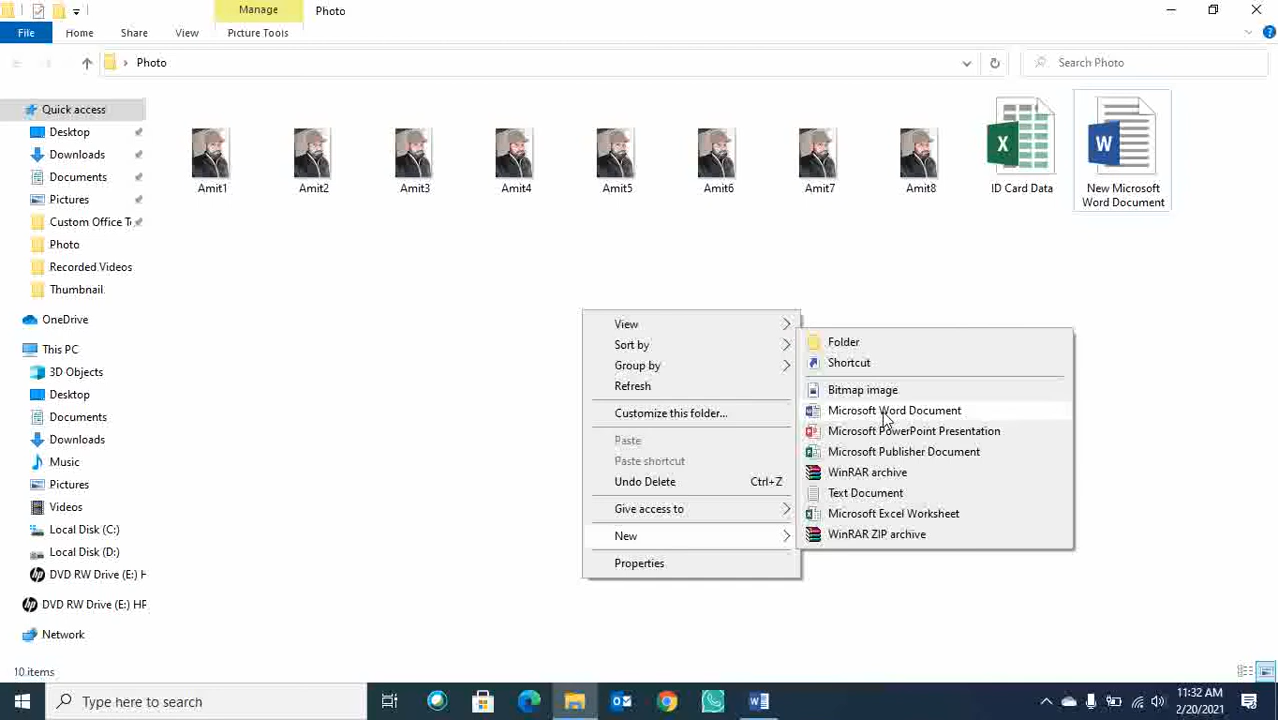 Manage
Photo
File
Home
Share
View
Picture Tools
Photo
Search Photo
Quick access
Desktop
Downloads
Documents
Pictures
Custom Office Te
Photo
Recorded Videos
Thumbnail
OneDrive
This PC
3D Objects
Desktop
Documents
Downloads
Music
Pictures
Videos
Local Disk (C:)
Local Disk (D:)
DVD RW Drive (E:) H
DVD RW Drive (E:) HP
Network
Amit1
Amit2
Amit3
Amit4
Amit5
Amit6
Amit7
Amit8
ID Card Data
New Microsoft
Word Document
View
Sort by
Group by
Refresh
Customize this folder...
Paste
Paste shortcut
Undo Delete Ctrl+Z
Give access to
New
Properties
Folder
Shortcut
Bitmap image
Microsoft Word Document
Microsoft PowerPoint Presentation
Microsoft Publisher Document
WinRAR archive
Text Document
Microsoft Excel Worksheet
WinRAR ZIP archive
10 items
Type here to search
11:32 AM
2/20/2021